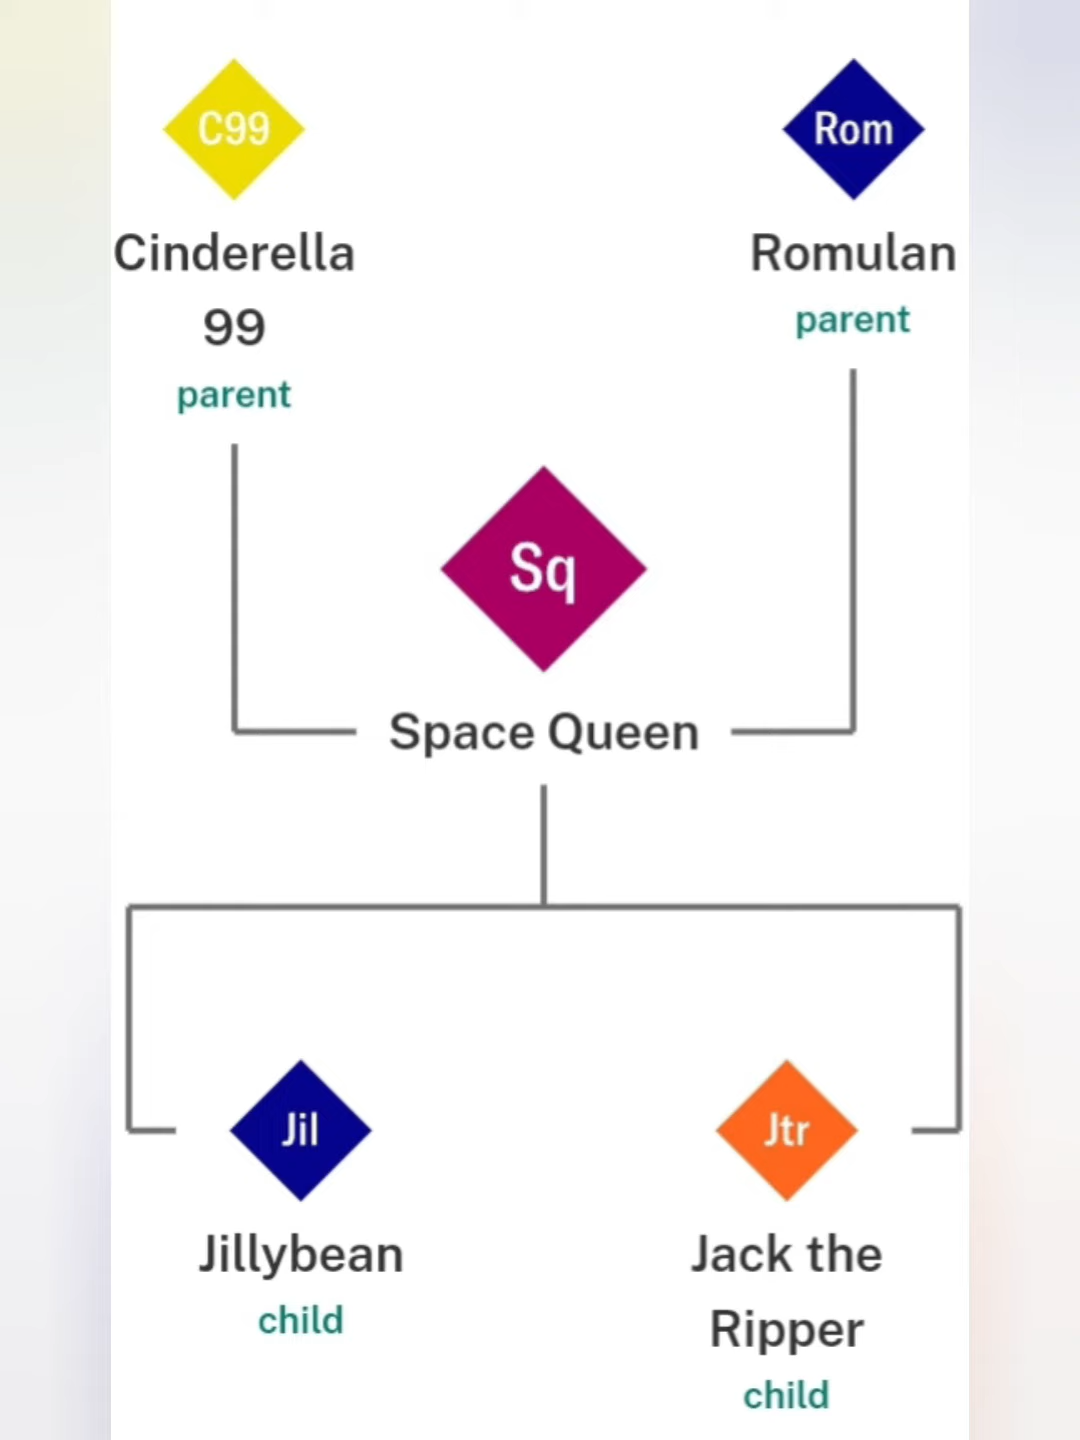 C99
Rom
Cinderella
99
parent
Romulan
parent
Sq
Space Queen
Jil
Jtr
Jillybean
child
Jack the
Ripper
child